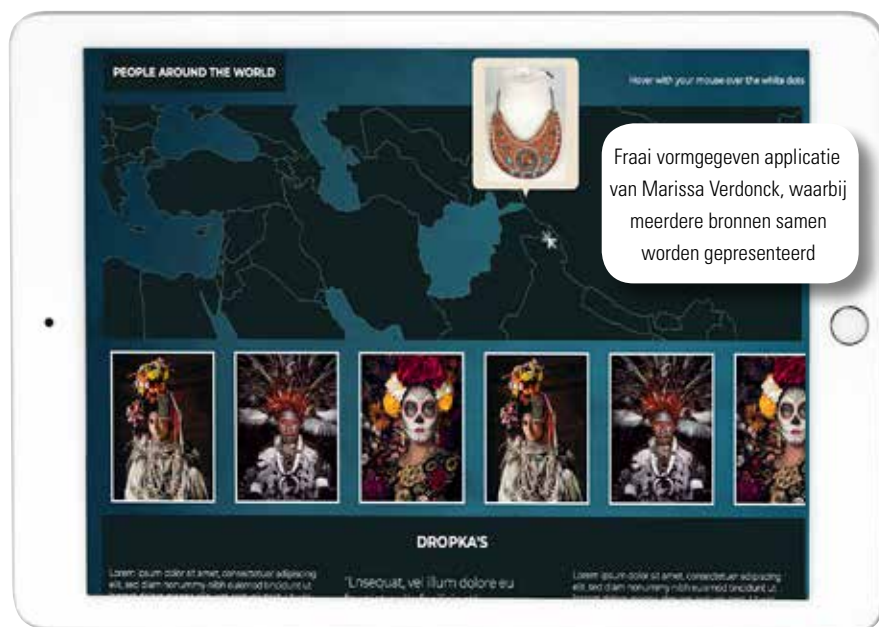 PEOPLE AROUND THE WORLD
Hover with your mouse over the white dots
Fraai vormgegeven applicatie
van Marissa Verdonck, waarbij
meerdere bronnen samen
worden gepresenteerd
DROPKA'S
Lorem ipsum dolor sit amet, consectetuer adipiscing
elit, sed diam nonummy nibh euismod tincidunt ut
"Lnsequat, vel illum dolore eu
Lorem ipsum dolor sit amet, consectetuer adipiscing
elit, sed diam nonummy nibh euismod tincidunt ut